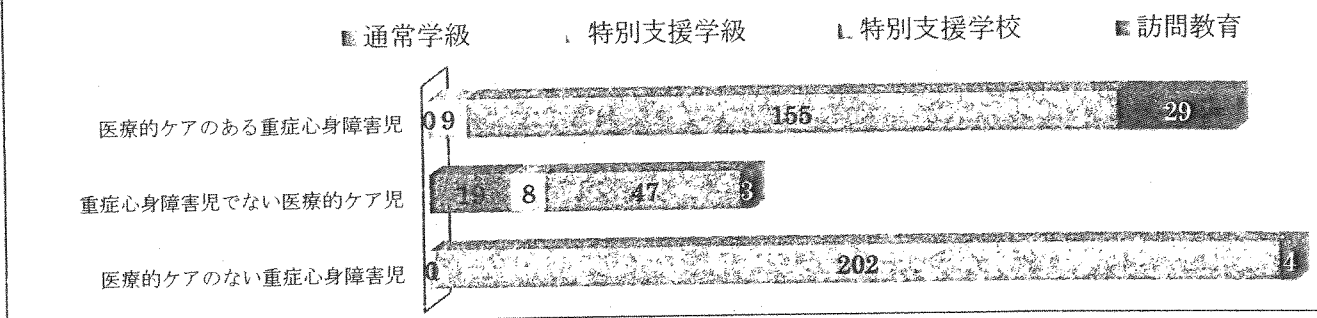 通常学級 特別支援学級 特別支援学校 訪問教育
医療的ケアのある重症心身障害児 0 9 155 29
重症心身障害児でない医療的ケア児 19 8 47 3
医療的ケアのない重症心身障害児 202 4